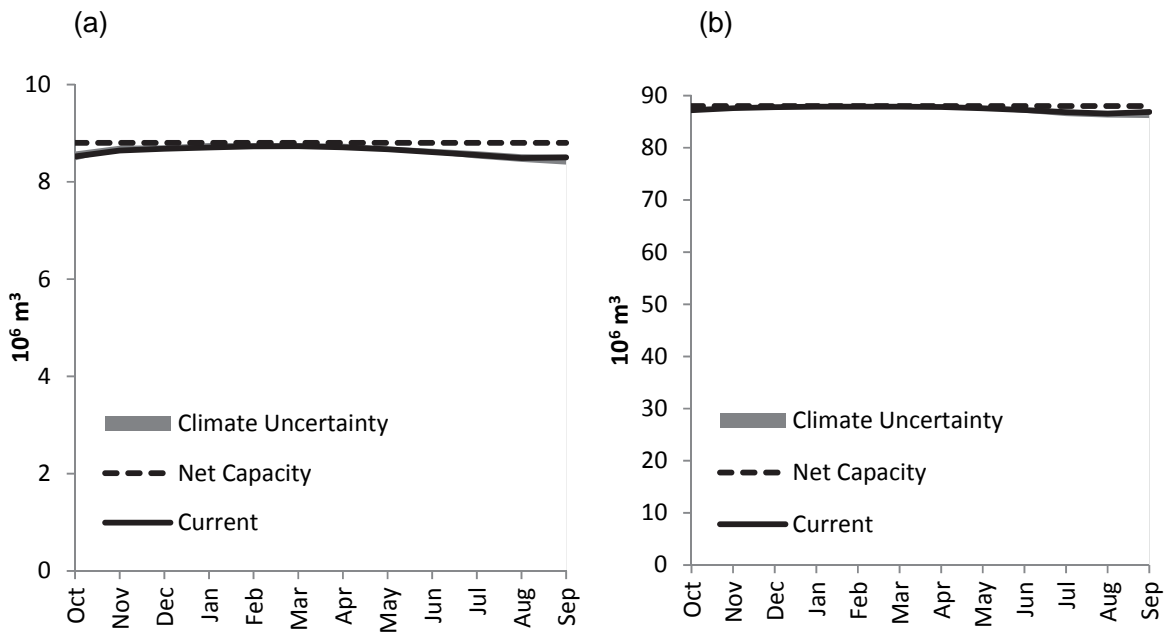 (a)
10
8
6
4
2
0
10⁶ m³
Climate Uncertainty
Net Capacity
Current
Oct
Nov
Dec
Jan
Feb
Mar
Apr
May
Jun
Jul
Aug
Sep
(b)
90
80
70
60
50
40
30
20
10
0
10⁶ m³
Climate Uncertainty
Net Capacity
Current
Oct
Nov
Dec
Jan
Feb
Mar
Apr
May
Jun
Jul
Aug
Sep